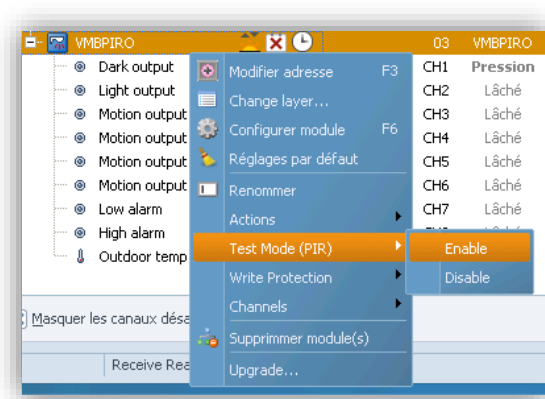 VMBPIRO 03 VMBPIRO
Dark output CH1 Pression
Light output CH2 Lâché
Motion output CH3 Lâché
Motion output CH4 Lâché
Motion output CH5 Lâché
Motion output CH6 Lâché
Low alarm CH7 Lâché
High alarm
Outdoor temp
Modifier adresse F3
Change layer...
Configurer module F6
Réglages par défaut
Renommer
Actions
Test Mode (PIR)
Write Protection
Channels
Supprimmer module(s)
Upgrade...
Enable
Disable
Masquer les canaux désa
Receive Rea